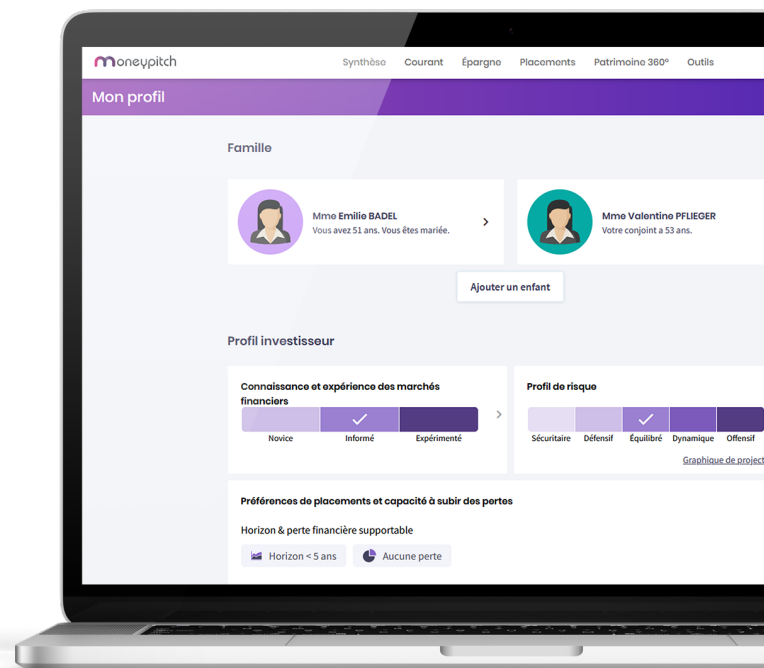 moneypitch
Synthèse Courant Épargne Placements Patrimoine 360° Outils
Mon profil
Famille
Mme Emilie BADEL
Vous avez 51 ans. Vous êtes mariée.
Mme Valentine PFLIEGER
Votre conjoint a 53 ans.
Ajouter un enfant
Profil investisseur
Connaissance et expérience des marchés
financiers
Novice Informé Expérimenté
Profil de risque
Sécuritaire Défensif Équilibré Dynamique Offensif
Graphique de project
Préférences de placements et capacité à subir des pertes
Horizon & perte financière supportable
Horizon < 5 ans Aucune perte